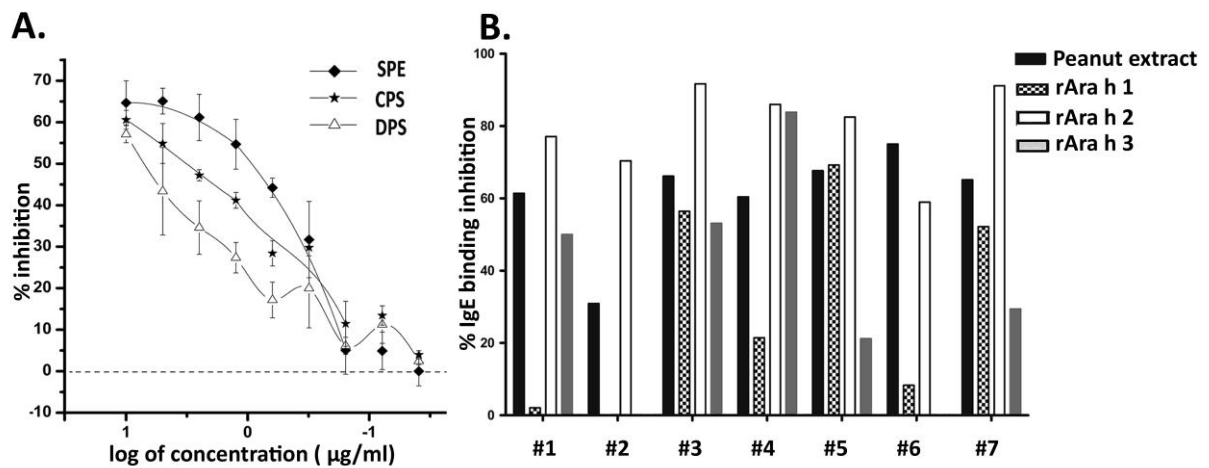 A.
SPE
CPS
DPS
% inhibition
70
60
50
40
30
20
10
0
-10
1 0 -1
log of concentration ( µg/ml)
B.
% IgE binding inhibition
100
80
60
40
20
0
#1 #2 #3 #4 #5 #6 #7
Peanut extract
rAra h 1
rAra h 2
rAra h 3